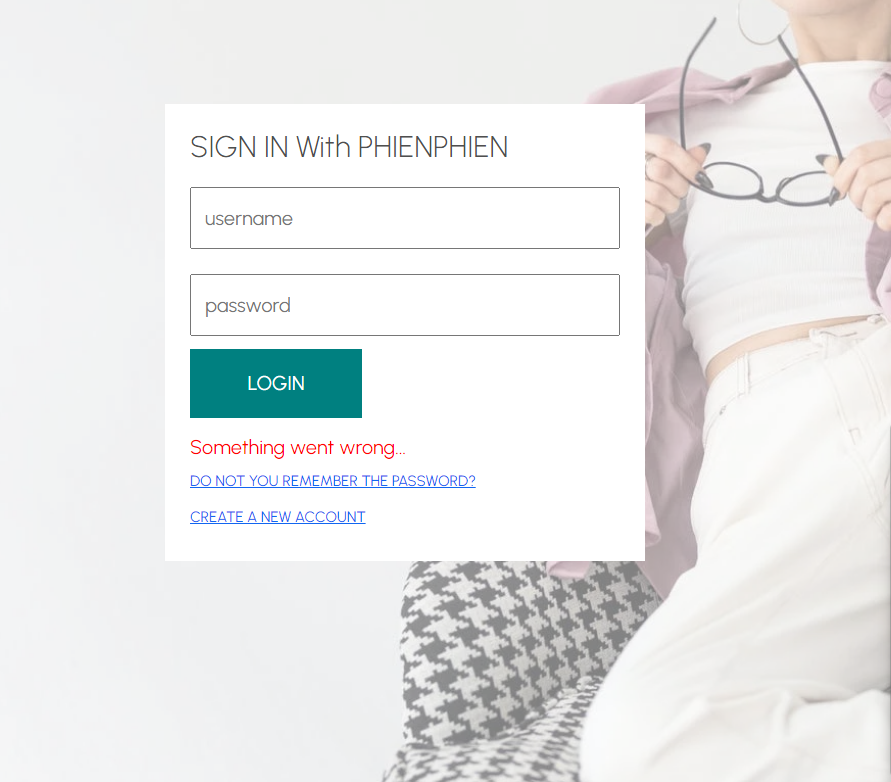 SIGN IN With PHIENPHIEN
username
password
LOGIN
Something went wrong...
DO NOT YOU REMEMBER THE PASSWORD?
CREATE A NEW ACCOUNT